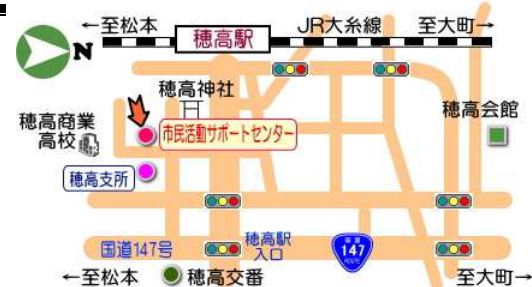 ←至松本
穂高駅
JR大糸線
至大町→
N
穂高神社
穂高会館
穂高商業
高校
市民活動サポートセンター
穂高支所
国道147号
穂高駅
入口
国道
147
ROUTE
←至松本
穂高交番
至大町→